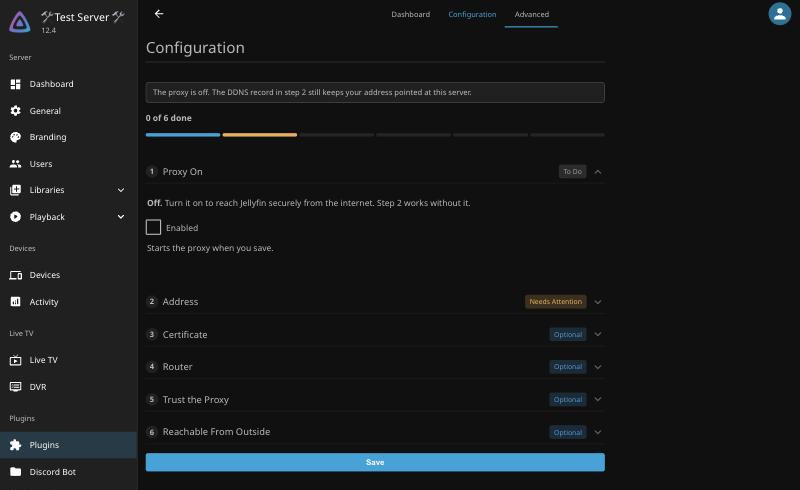 Test Server
12.4
Server
Dashboard
General
Branding
Users
Libraries
Playback
Devices
Devices
Activity
Live TV
Live TV
DVR
Plugins
Plugins
Discord Bot
Dashboard Configuration Advanced
Configuration
The proxy is off. The DDNS record in step 2 still keeps your address pointed at this server.
0 of 6 done
1 Proxy On To Do
Off. Turn it on to reach Jellyfin securely from the internet. Step 2 works without it.
Enabled
Starts the proxy when you save.
2 Address Needs Attention
3 Certificate Optional
4 Router Optional
5 Trust the Proxy Optional
6 Reachable From Outside Optional
Save